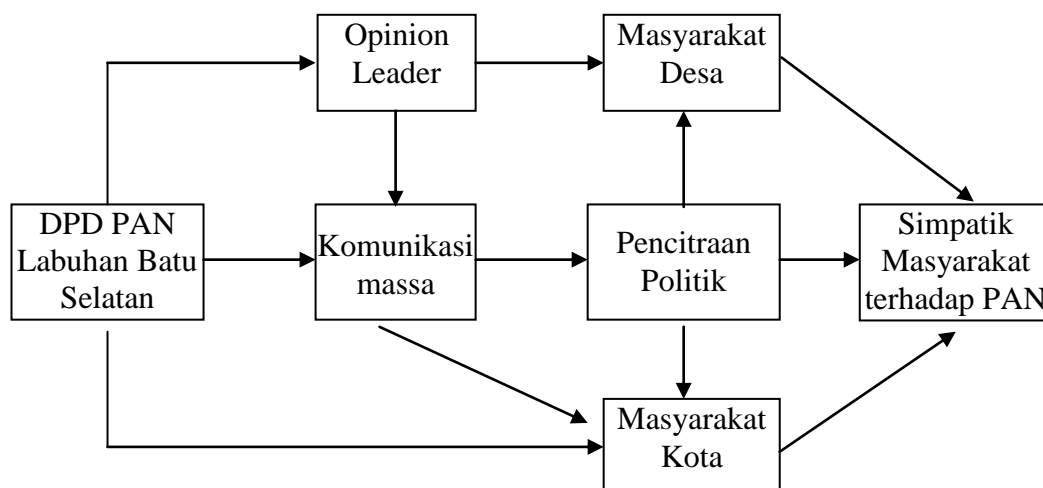 Opinion
Leader
Masyarakat
Desa
DPD PAN
Labuhan Batu
Selatan
Komunikasi
massa
Pencitraan
Politik
Simpatik
Masyarakat
terhadap PAN
Masyarakat
Kota